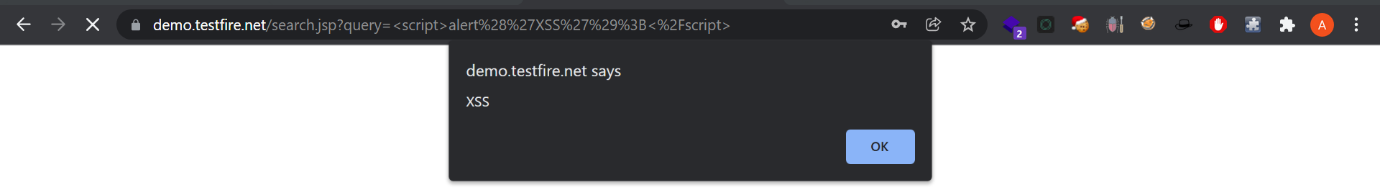 demo.testfire.net/search.jsp?query=<script>alert%28%27XSS%27%29%3B<%2Fscript>
2
A
demo.testfire.net says
XSS
OK